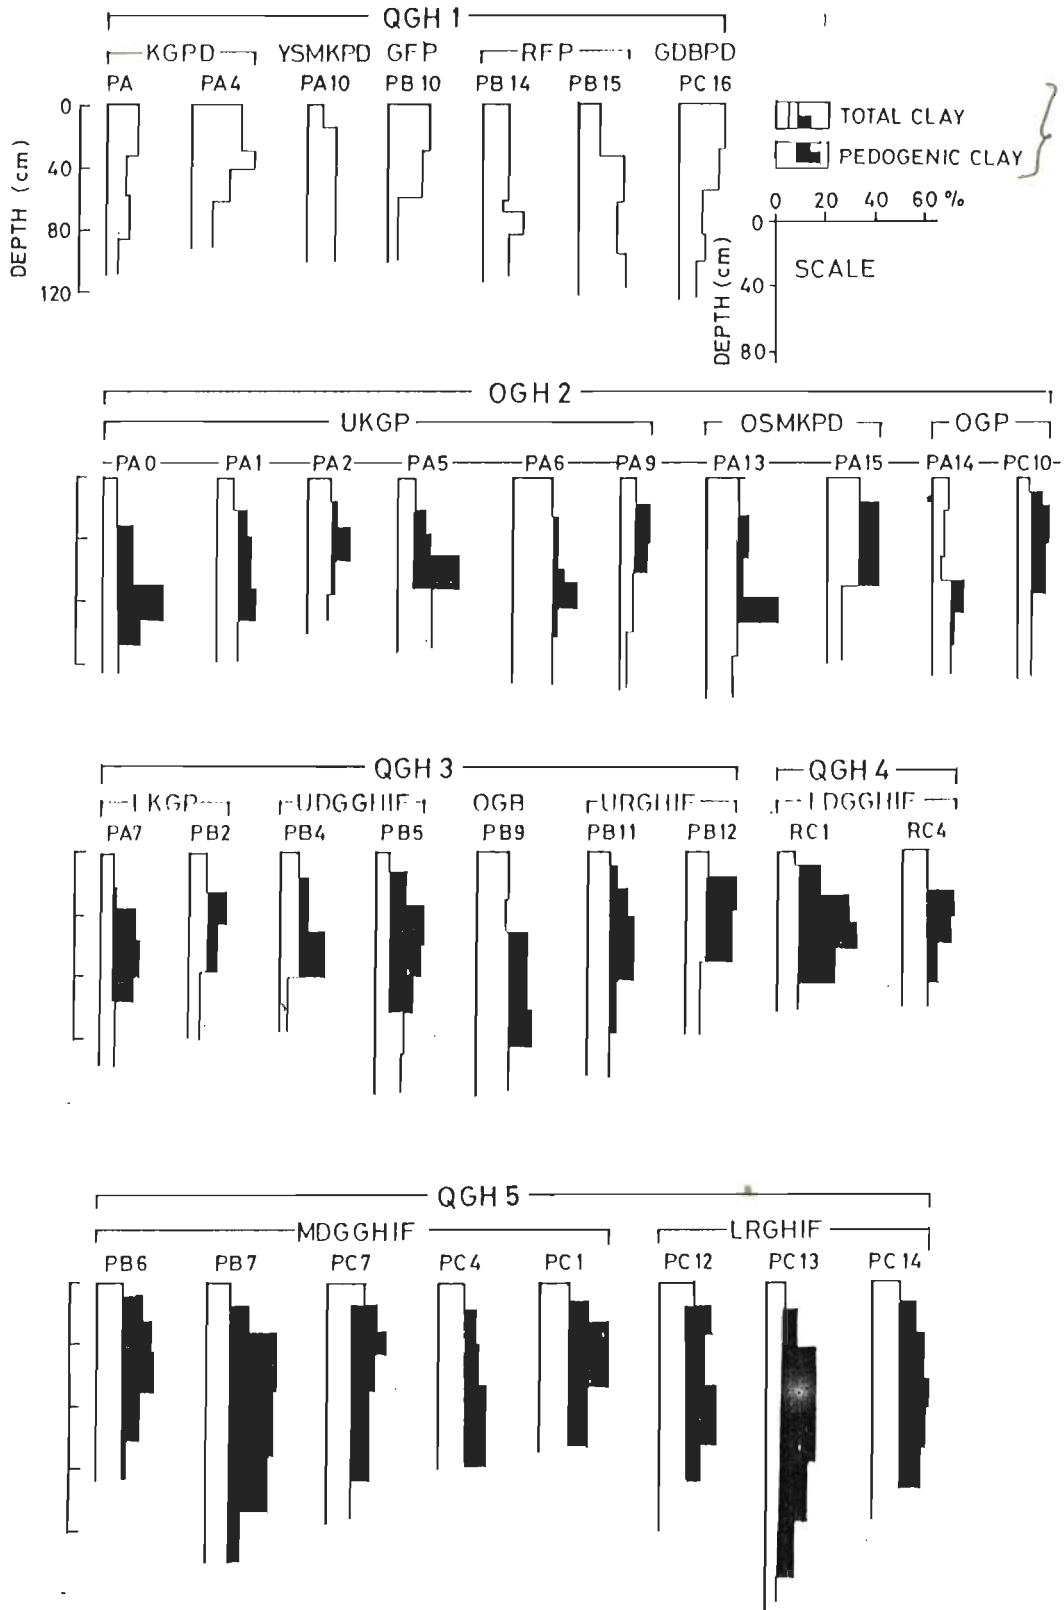 QGH 1
KGPD YSMKPD GFP RFP GDBPD
PA PA4 PA10 PB10 PB14 PB15 PC16
0
40
80
120
DEPTH (cm)
TOTAL CLAY
PEDOGENIC CLAY
0 20 40 60 %
0
40
80
DEPTH (cm)
SCALE
OGH 2
UKGP OSMKPD OGP
PA0 PA1 PA2 PA5 PA6 PA9 PA13 PA15 PA14 PC10
QGH 3 QGH 4
LKGP UDGGHIF OGB URGHIF LDGGHIF
PA7 PB2 PB4 PB5 PB9 PB11 PB12 RC1 RC4
QGH 5
MDGGHIF LRGHIF
PB6 PB7 PC7 PC4 PC1 PC12 PC13 PC14